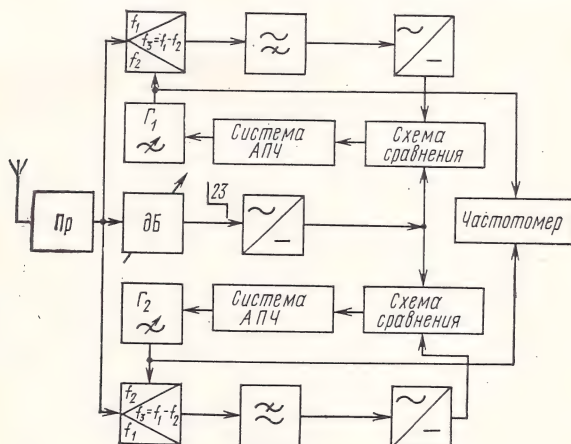 f₁
f₃=f₁-f₂
f₂
Г₁
Система
АПЧ
Схема
сравнения
Пр
дБ
23
Частотомер
Г₂
Система
АПЧ
Схема
сравнения
f₂
f₃=f₁-f₂
f₁